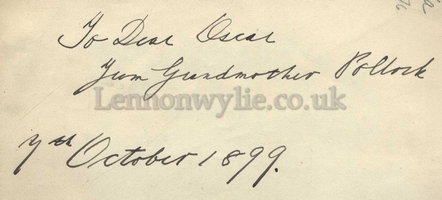 To Dear Oscar
From Grandmother Pollock
Lennonwylie.co.uk
7th October 1899.